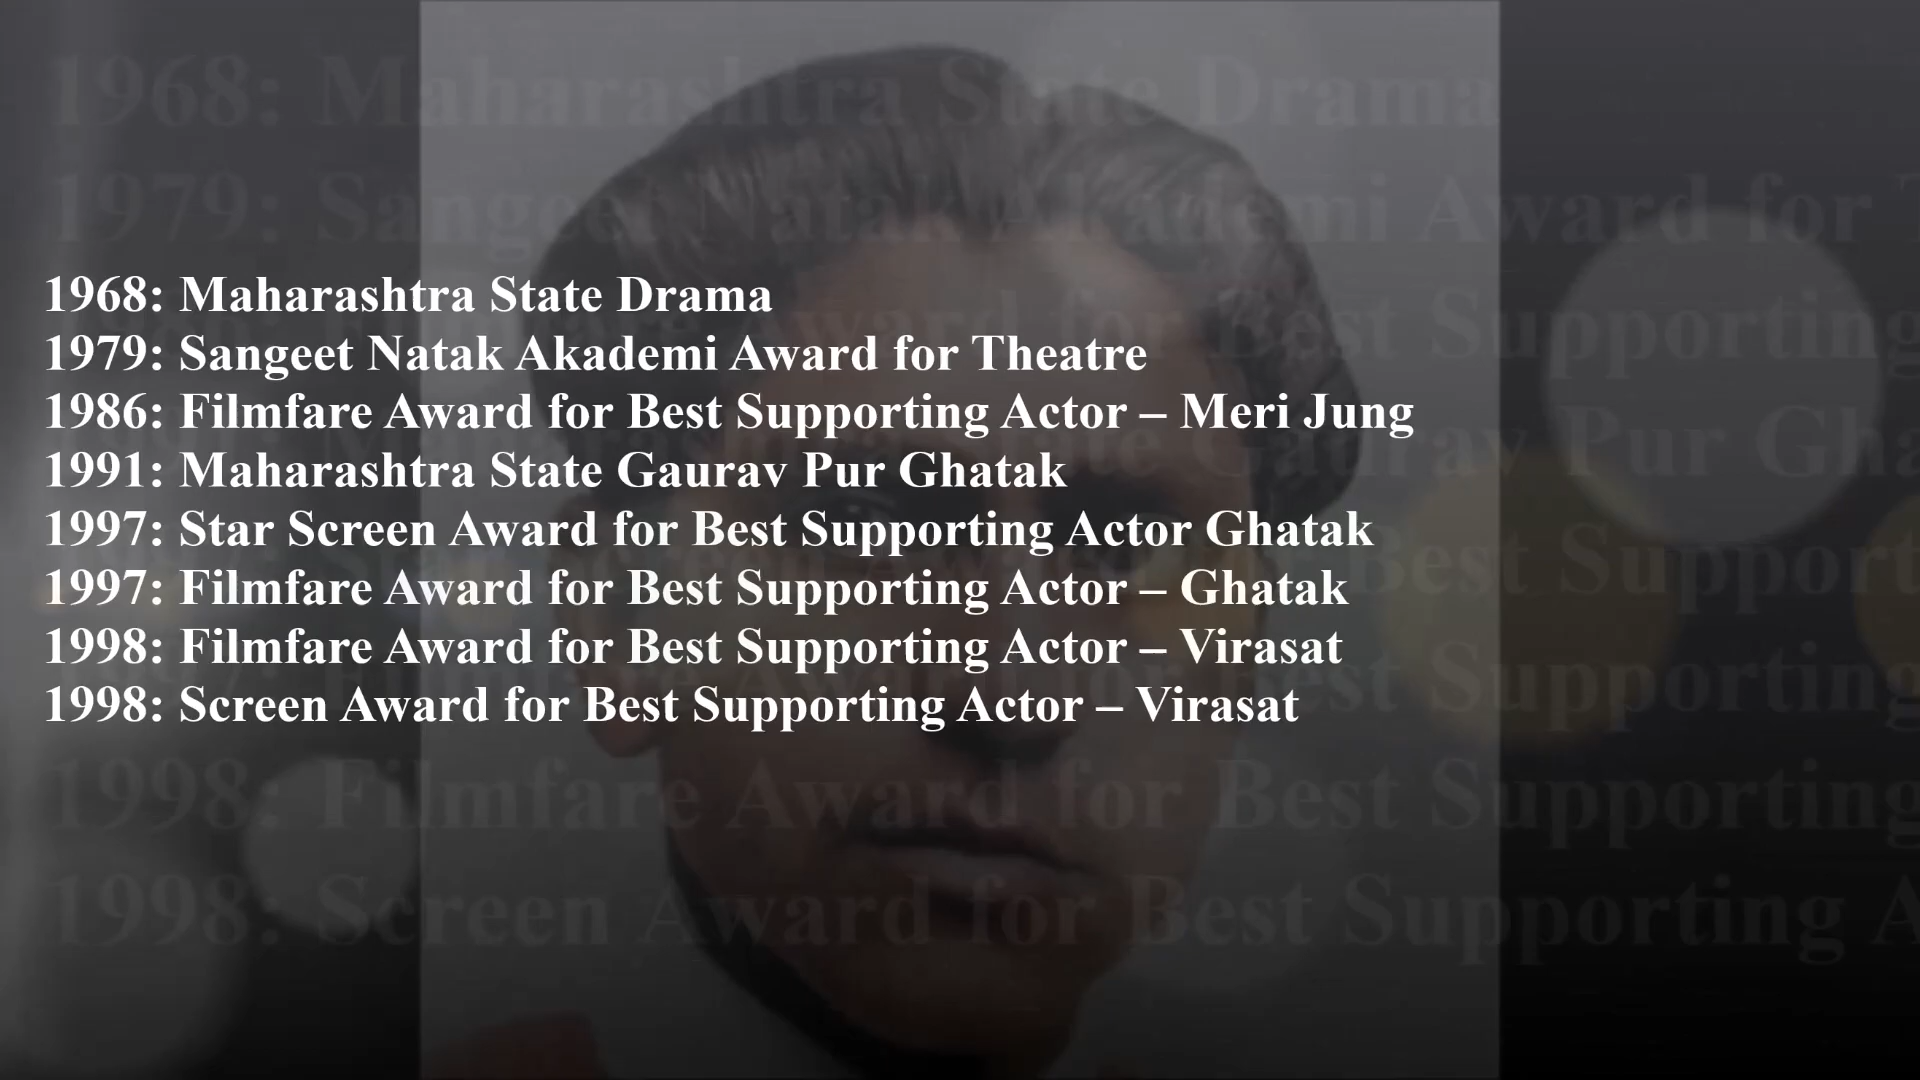 1968: Maharashtra State Drama
1979: Sangeet Natak Akademi Award for Theatre
1986: Filmfare Award for Best Supporting Actor – Meri Jung
1991: Maharashtra State Gaurav Pur Ghatak
1997: Star Screen Award for Best Supporting Actor Ghatak
1997: Filmfare Award for Best Supporting Actor – Ghatak
1998: Filmfare Award for Best Supporting Actor – Virasat
1998: Screen Award for Best Supporting Actor – Virasat